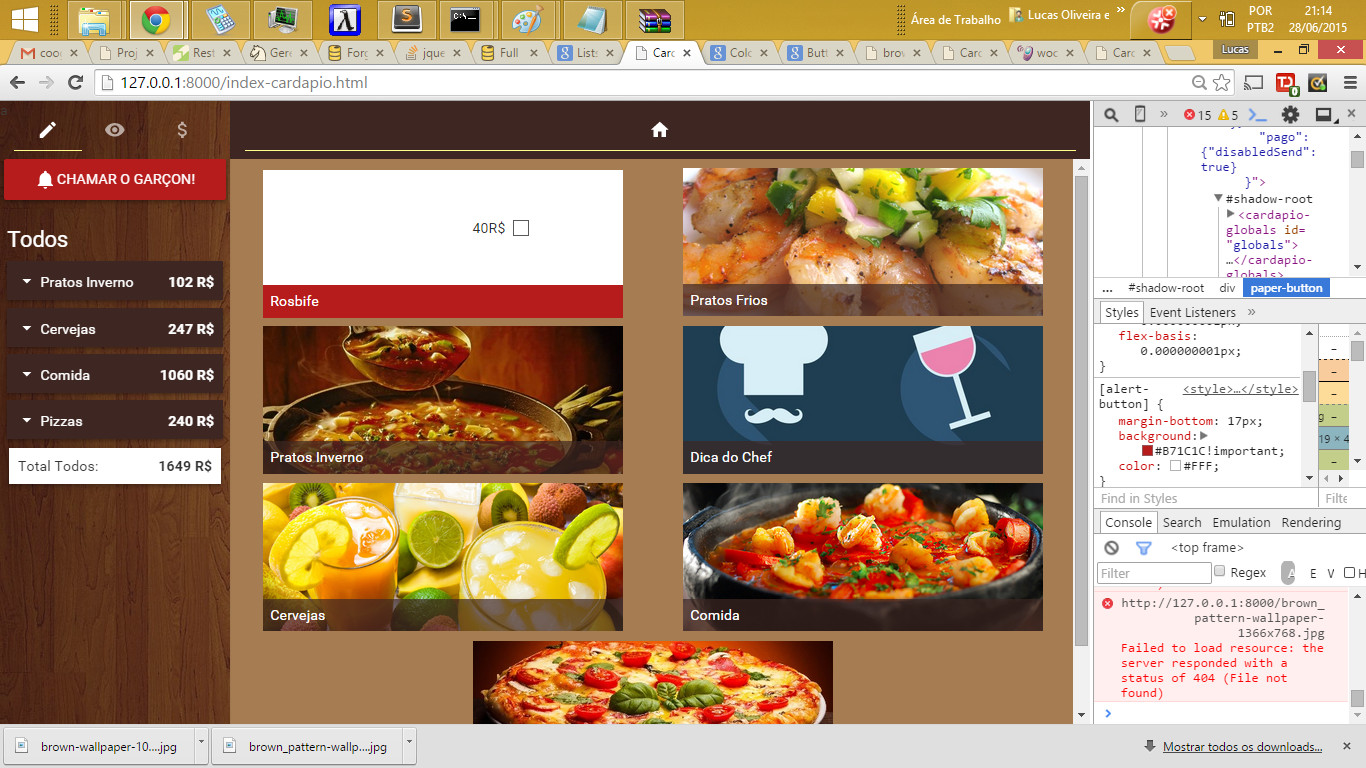 Área de Trabalho
Lucas Oliveira e
»
POR
PTB2
21:14
28/06/2015
coo
Proj
Rest
Gere
Forç
jque
Full
List:
Card
Colo
Butt
brow
Card
woc
Card
Lucas
127.0.0.1:8000/index-cardapio.html
CHAMAR O GARÇON!
Todos
Pratos Inverno 102 R$
Cervejas 247 R$
Comida 1060 R$
Pizzas 240 R$
Total Todos: 1649 R$
40R$
Rosbife
Pratos Frios
Pratos Inverno
Dica do Chef
Cervejas
Comida
» 15 5
"pago":
{"disabledSend":
true}
}">
#shadow-root
<cardapio-
globals id=
"globals">
…</cardapio-
globals>
... #shadow-root div paper-button
Styles Event Listeners »
flex-basis:
0.000000001px;
}
[alert- <style>…</style>
button] {
margin-bottom: 17px;
background:
#B71C1C!important;
color: #FFF;
}
Find in Styles
Filte
Console Search Emulation Rendering
<top frame>
Filter Regex A E V H
http://127.0.0.1:8000/brown_
pattern-wallpaper-
1366x768.jpg
Failed to load resource: the
server responded with a
status of 404 (File not
found)
brown-wallpaper-10....jpg
brown_pattern-wallp....jpg
Mostrar todos os downloads...